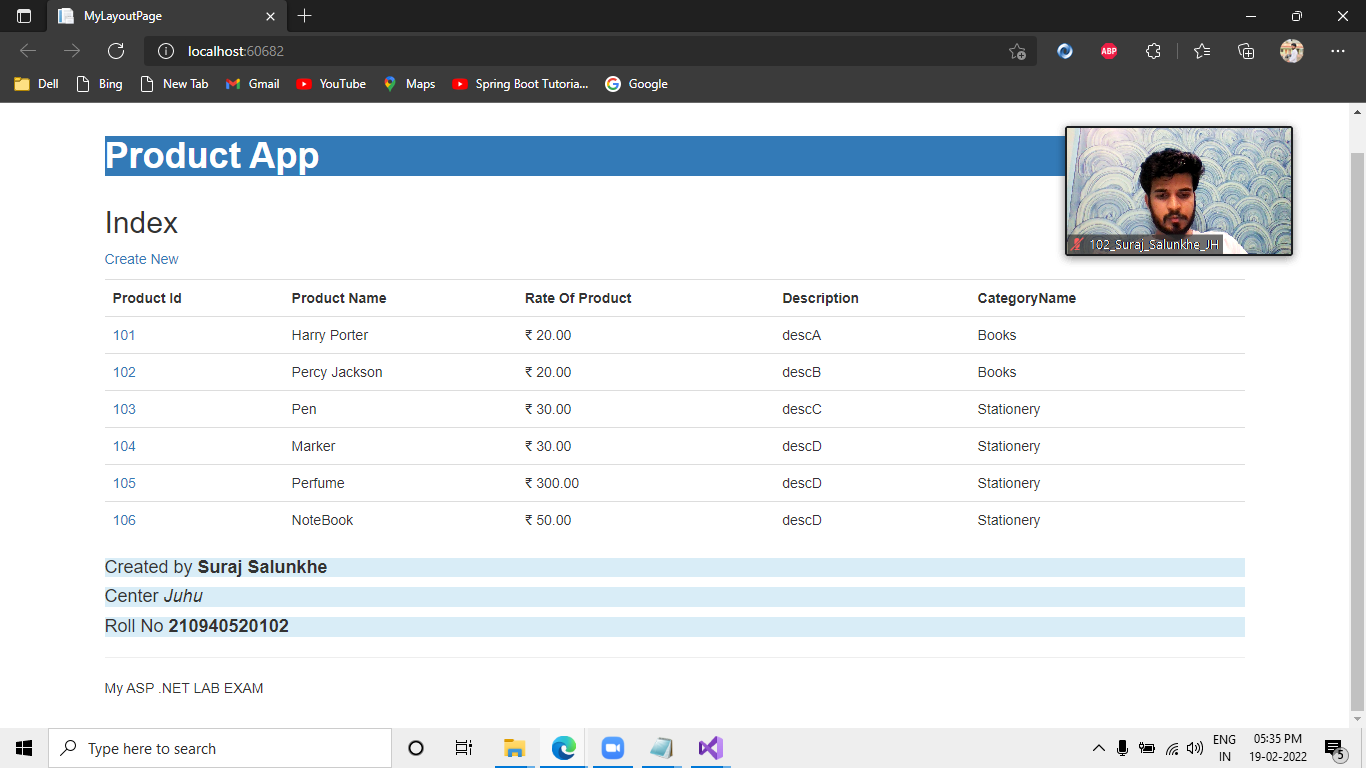 MyLayoutPage
localhost:60682
ABP
Dell Bing New Tab Gmail YouTube Maps Spring Boot Tutoria... Google
Product App
102_Suraj_Salunkhe_JH
Index
Create New
Product Id Product Name Rate Of Product Description CategoryName
101 Harry Porter ₹ 20.00 descA Books
102 Percy Jackson ₹ 20.00 descB Books
103 Pen ₹ 30.00 descC Stationery
104 Marker ₹ 30.00 descD Stationery
105 Perfume ₹ 300.00 descD Stationery
106 NoteBook ₹ 50.00 descD Stationery
Created by Suraj Salunkhe
Center Juhu
Roll No 210940520102
My ASP .NET LAB EXAM
Type here to search
ENG 05:35 PM
IN 19-02-2022
5